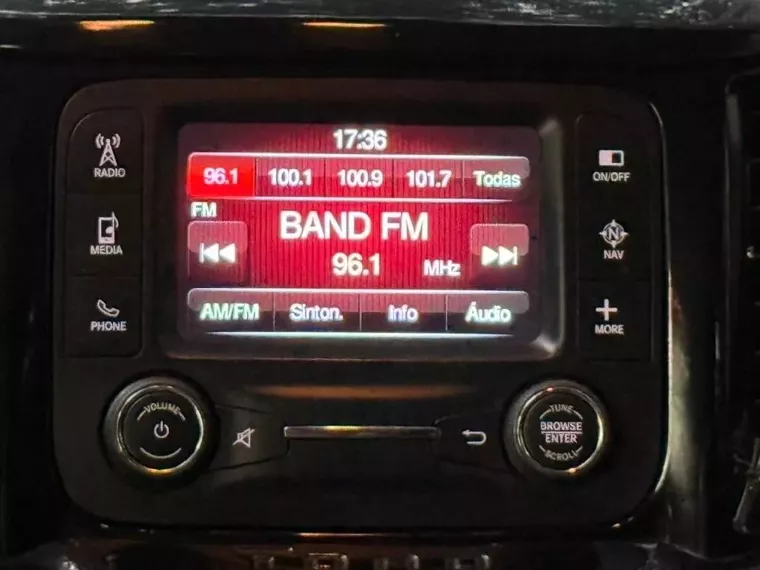 17:36
96.1 100.1 100.9 101.7 Todas
FM
BAND FM
96.1 MHz
AM/FM Sinton. Info Áudio
RADIO
MEDIA
PHONE
ON/OFF
N
NAV
MORE
VOLUME
TUNE
BROWSE
ENTER
SCROLL